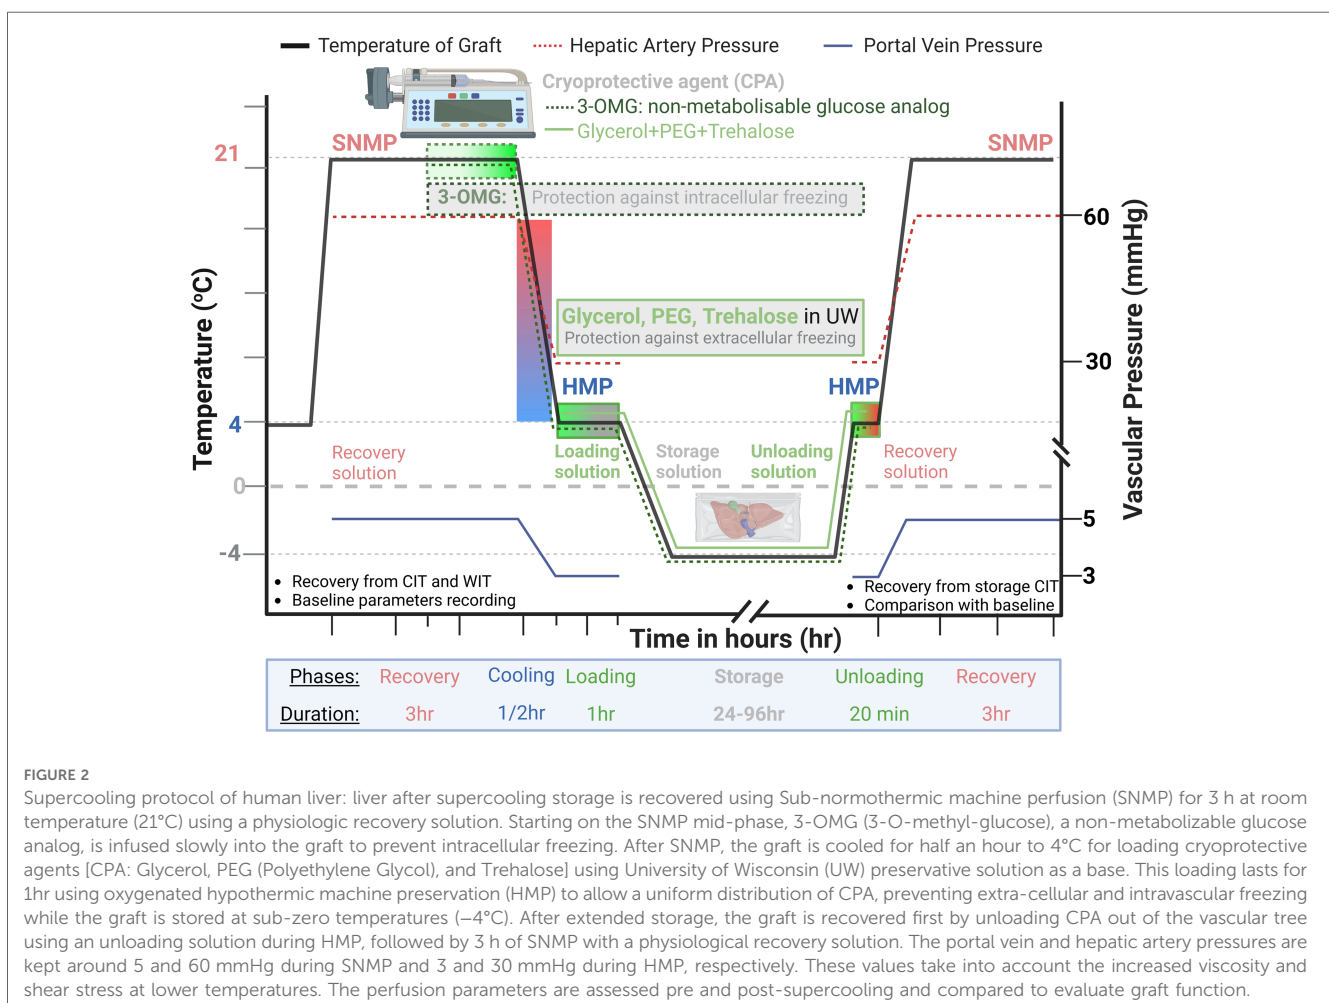 Temperature of Graft
Hepatic Artery Pressure
Portal Vein Pressure
Cryoprotective agent (CPA)
3-OMG: non-metabolisable glucose analog
Glycerol+PEG+Trehalose
21
SNMP
SNMP
3-OMG: Protection against intracellular freezing
60
Temperature (ºC)
Vascular Pressure (mmHg)
Glycerol, PEG, Trehalose in UW
Protection against extracellular freezing
30
HMP
HMP
4
Recovery
solution
Loading
solution
Storage
solution
Unloading
solution
Recovery
solution
0
5
-4
3
• Recovery from CIT and WIT
• Baseline parameters recording
• Recovery from storage CIT
• Comparison with baseline
Time in hours (hr)
Phases: Recovery Cooling Loading Storage Unloading Recovery
Duration: 3hr 1/2hr 1hr 24-96hr 20 min 3hr
FIGURE 2
Supercooling protocol of human liver: liver after supercooling storage is recovered using Sub-normothermic machine perfusion (SNMP) for 3 h at room
temperature (21°C) using a physiologic recovery solution. Starting on the SNMP mid-phase, 3-OMG (3-O-methyl-glucose), a non-metabolizable glucose
analog, is infused slowly into the graft to prevent intracellular freezing. After SNMP, the graft is cooled for half an hour to 4°C for loading cryoprotective
agents [CPA: Glycerol, PEG (Polyethylene Glycol), and Trehalose] using University of Wisconsin (UW) preservative solution as a base. This loading lasts for
1hr using oxygenated hypothermic machine preservation (HMP) to allow a uniform distribution of CPA, preventing extra-cellular and intravascular freezing
while the graft is stored at sub-zero temperatures (−4°C). After extended storage, the graft is recovered first by unloading CPA out of the vascular tree
using an unloading solution during HMP, followed by 3 h of SNMP with a physiological recovery solution. The portal vein and hepatic artery pressures are
kept around 5 and 60 mmHg during SNMP and 3 and 30 mmHg during HMP, respectively. These values take into account the increased viscosity and
shear stress at lower temperatures. The perfusion parameters are assessed pre and post-supercooling and compared to evaluate graft function.